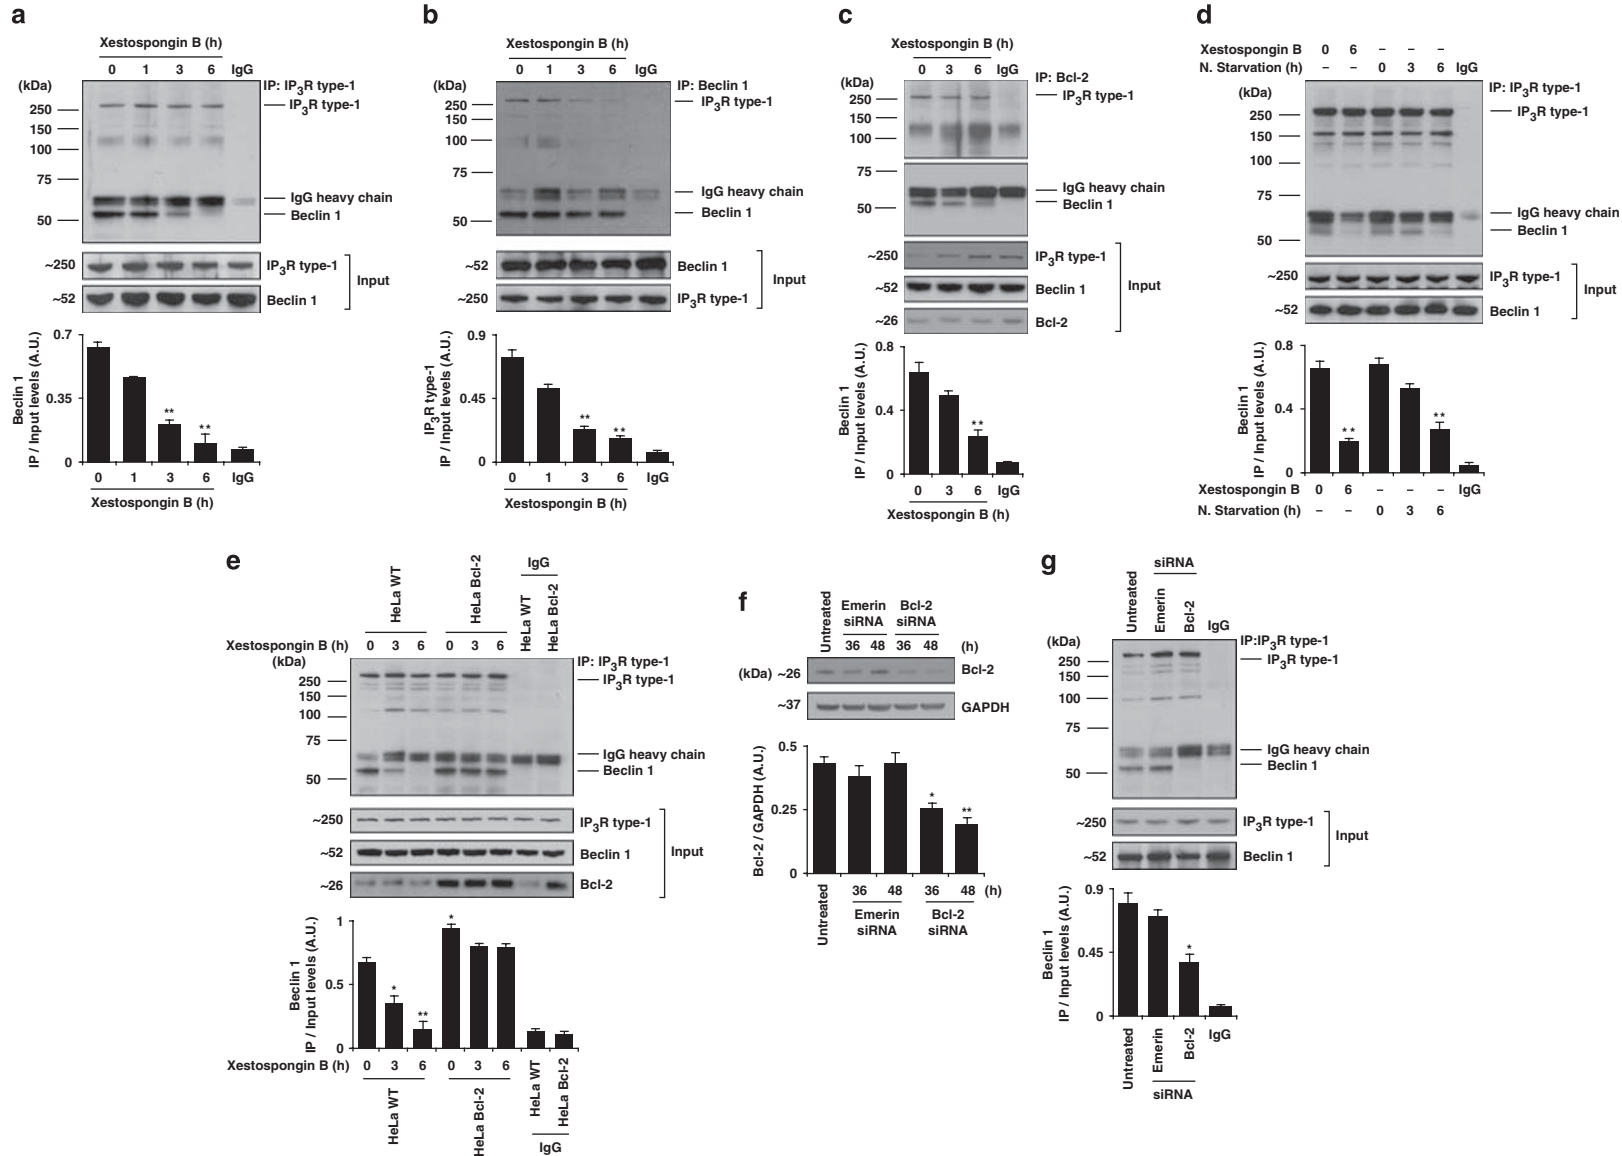 a
Xestospongin B (h)
0 1 3 6 IgG
(kDa)
IP: IP3R type-1
250
IP3R type-1
150
100
75
IgG heavy chain
50
Beclin 1
~250
IP3R type-1
~52
Beclin 1
Input
0.7
0.35
0
Beclin 1
IP / Input levels (A.U.)
**
**
0 1 3 6 IgG
Xestospongin B (h)
b
Xestospongin B (h)
0 1 3 6 IgG
(kDa)
IP: Beclin 1
250
IP3R type-1
150
100
75
IgG heavy chain
50
Beclin 1
~52
Beclin 1
~250
IP3R type-1
Input
0.9
0.45
0
IP3R type-1
IP / Input levels (A.U.)
**
**
0 1 3 6 IgG
Xestospongin B (h)
c
Xestospongin B (h)
0 3 6 IgG
(kDa)
IP: Bcl-2
250
IP3R type-1
150
100
75
IgG heavy chain
50
Beclin 1
~250
IP3R type-1
~52
Beclin 1
~26
Bcl-2
Input
0.8
0.4
0
Beclin 1
IP / Input levels (A.U.)
**
0 3 6 IgG
Xestospongin B (h)
d
Xestospongin B 0 6 – – –
N. Starvation (h) – – 0 3 6 IgG
(kDa)
IP: IP3R type-1
250
IP3R type-1
150
100
75
IgG heavy chain
50
Beclin 1
~250
IP3R type-1
~52
Beclin 1
Input
0.8
0.4
0
Beclin 1
IP / Input levels (A.U.)
**
**
Xestospongin B 0 6 – – – IgG
N. Starvation (h) – – 0 3 6
e
HeLa WT
HeLa Bcl-2
IgG
HeLa WT
HeLa Bcl-2
Xestospongin B (h) 0 3 6 0 3 6
(kDa)
IP: IP3R type-1
250
IP3R type-1
150
100
75
IgG heavy chain
50
Beclin 1
~250
IP3R type-1
~52
Beclin 1
~26
Bcl-2
Input
1
0.5
0
Beclin 1
IP / Input levels (A.U.)
*
**
*
Xestospongin B (h) 0 3 6 0 3 6
HeLa WT
HeLa Bcl-2
HeLa WT
HeLa Bcl-2
IgG
f
Untreated
Emerin siRNA
Bcl-2 siRNA
36 48 36 48 (h)
(kDa) ~26
Bcl-2
~37
GAPDH
0.5
0.25
0
Bcl-2 / GAPDH (A.U.)
*
**
36 48 36 48 (h)
Untreated
Emerin siRNA
Bcl-2 siRNA
g
siRNA
Untreated
Emerin
Bcl-2
IgG
(kDa)
IP:IP3R type-1
250
IP3R type-1
150
100
75
IgG heavy chain
50
Beclin 1
~250
IP3R type-1
~52
Beclin 1
Input
0.9
0.45
0
Beclin 1
IP / Input levels (A.U.)
*
Untreated
Emerin
Bcl-2
IgG
siRNA